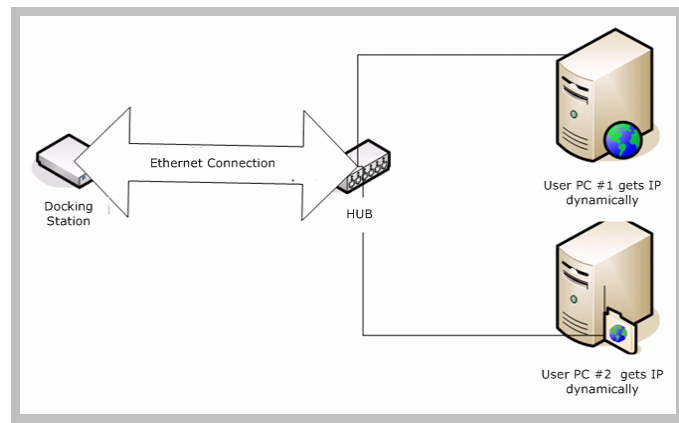 Ethernet Connection
Docking
Station
HUB
User PC #1 gets IP
dynamically
User PC #2  gets IP
dynamically